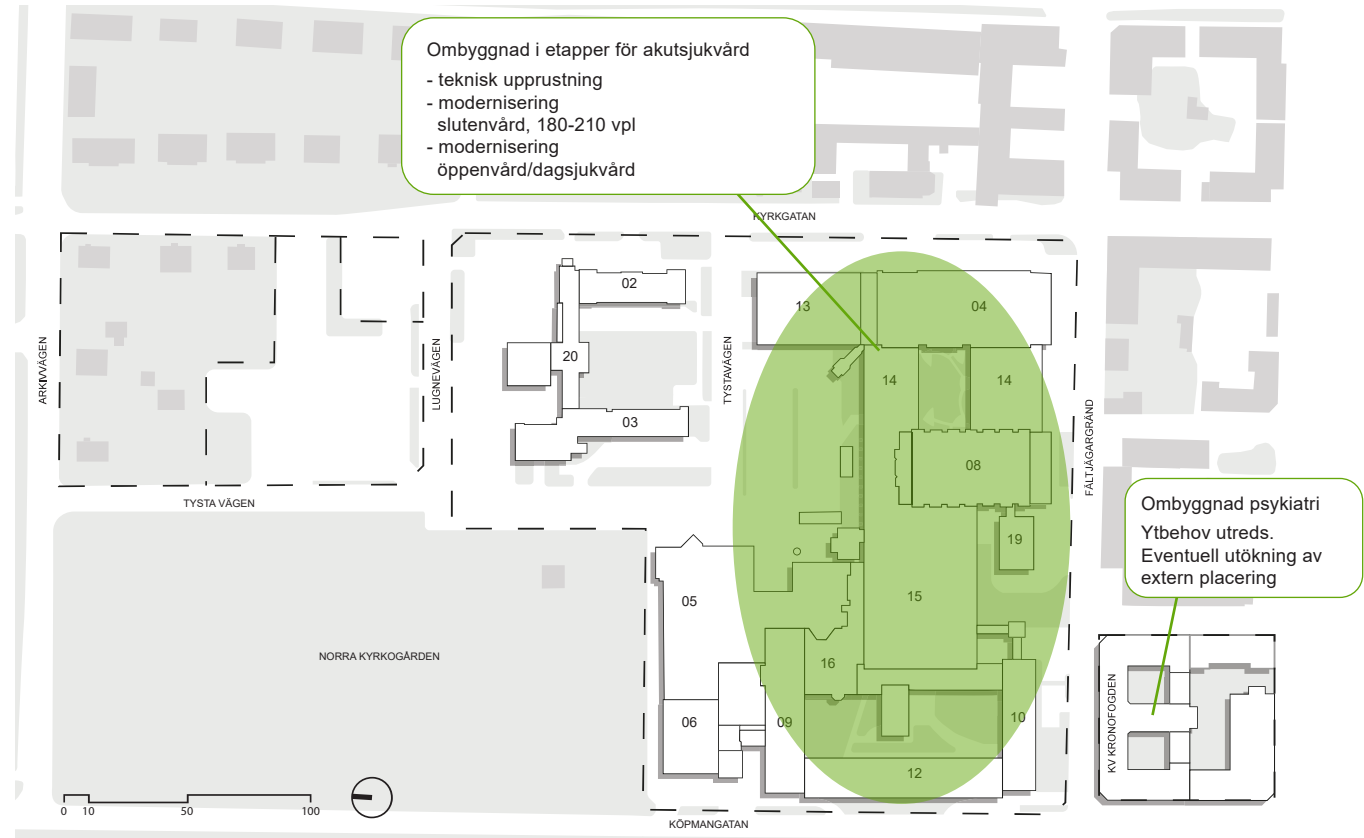 Ombyggnad i etapper för akutsjukvård
- teknisk upprustning
- modernisering
slutenvård, 180-210 vpl
- modernisering
öppenvård/dagsjukvård
KYRKGATAN
02
13
04
20
14
14
ARKIVVÄGEN
LUGNEVÄGEN
TYSTAVÄGEN
03
08
FÄLTJÄGARGRÄND
TYSTA VÄGEN
Ombyggnad psykiatri
Ytbehov utreds.
Eventuell utökning av
extern placering
19
05
15
NORRA KYRKOGÅRDEN
16
06
09
10
KV KRONOFOGDEN
12
0 10 50 100
KÖPMANGATAN